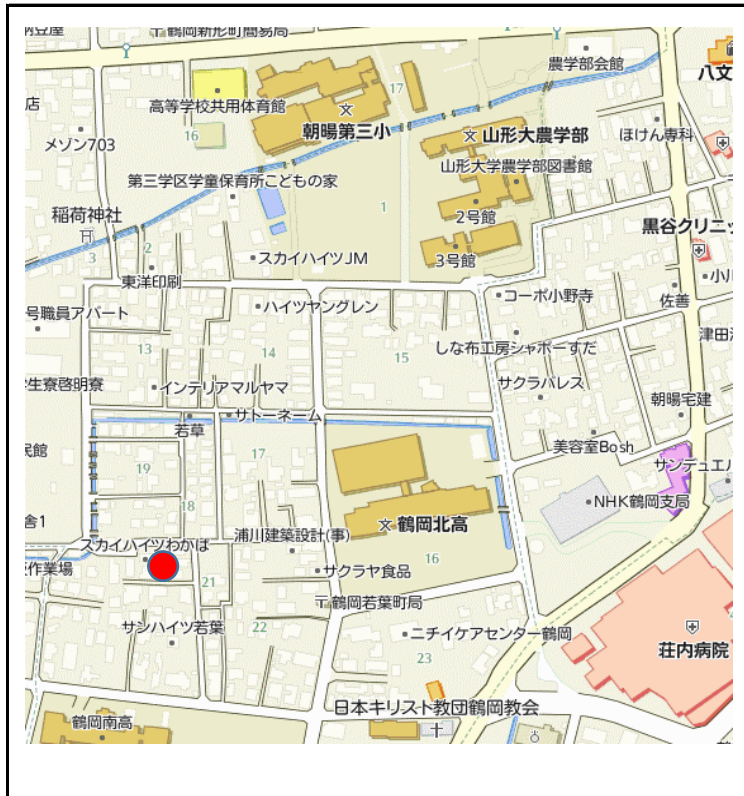 鶴岡新形町簡易局
農学部会館
八文
高等学校共用体育館
17
店
16
朝暘第三小
山形大農学部
ほけん専科
メゾン703
山形大学農学部図書館
第三学区学童保育所こどもの家
1
2号館
稲荷神社
黒谷クリニッ
3
2
スカイハイツJM
3号館
東洋印刷
コーポ小野寺
佐善
小川
号職員アパート
ハイツヤングレン
しな布工房シャボーすだ
津田
13
14
15
生寮啓明寮
インテリアマルヤマ
サクラパレス
朝暘宅建
サトーネーム
若草
美容室Bosh
民館
17
19
サンデュエル
18
NHK鶴岡支局
舎1
鶴岡北高
浦川建築設計(事)
スカイハイツわかば
16
作業場
サクラヤ食品
21
鶴岡若葉町局
サンハイツ若葉
22
ニチイケアセンター鶴岡
荘内病院
23
日本キリスト教団鶴岡教会
鶴岡南高